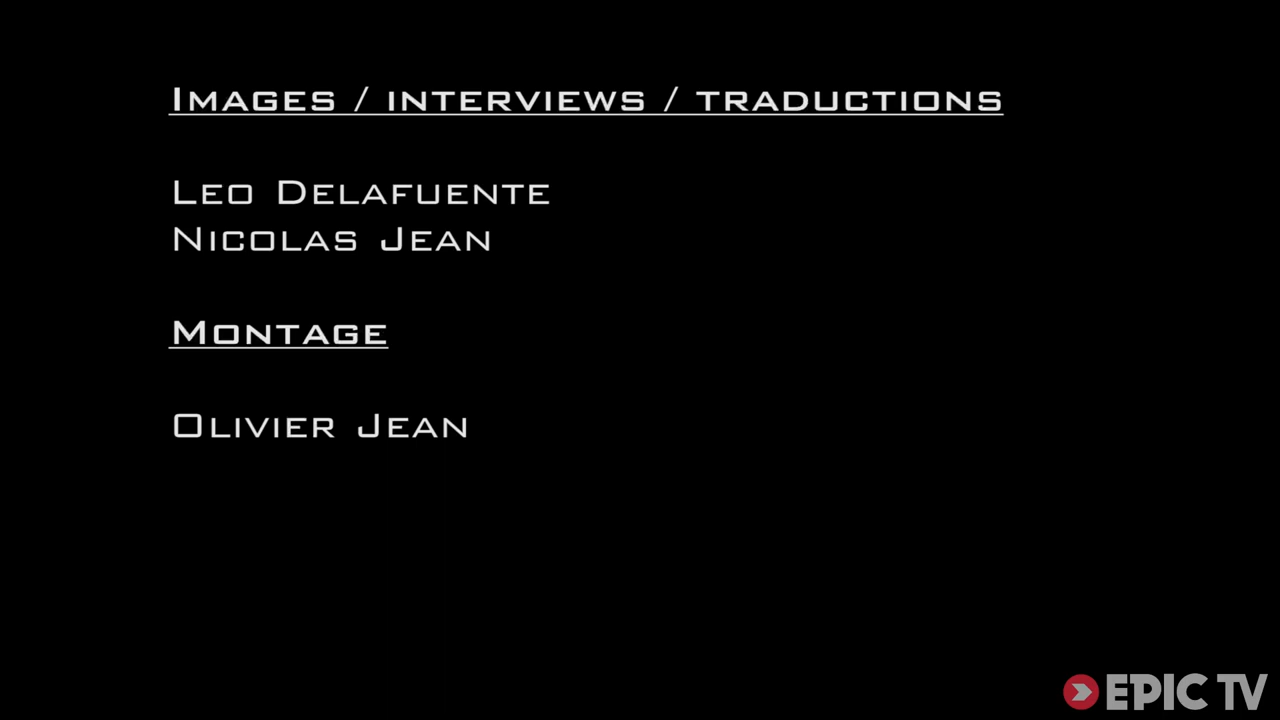 IMAGES / INTERVIEWS / TRADUCTIONS
LEO DELAFUENTE
NICOLAS JEAN
MONTAGE
OLIVIER JEAN
EPIC TV